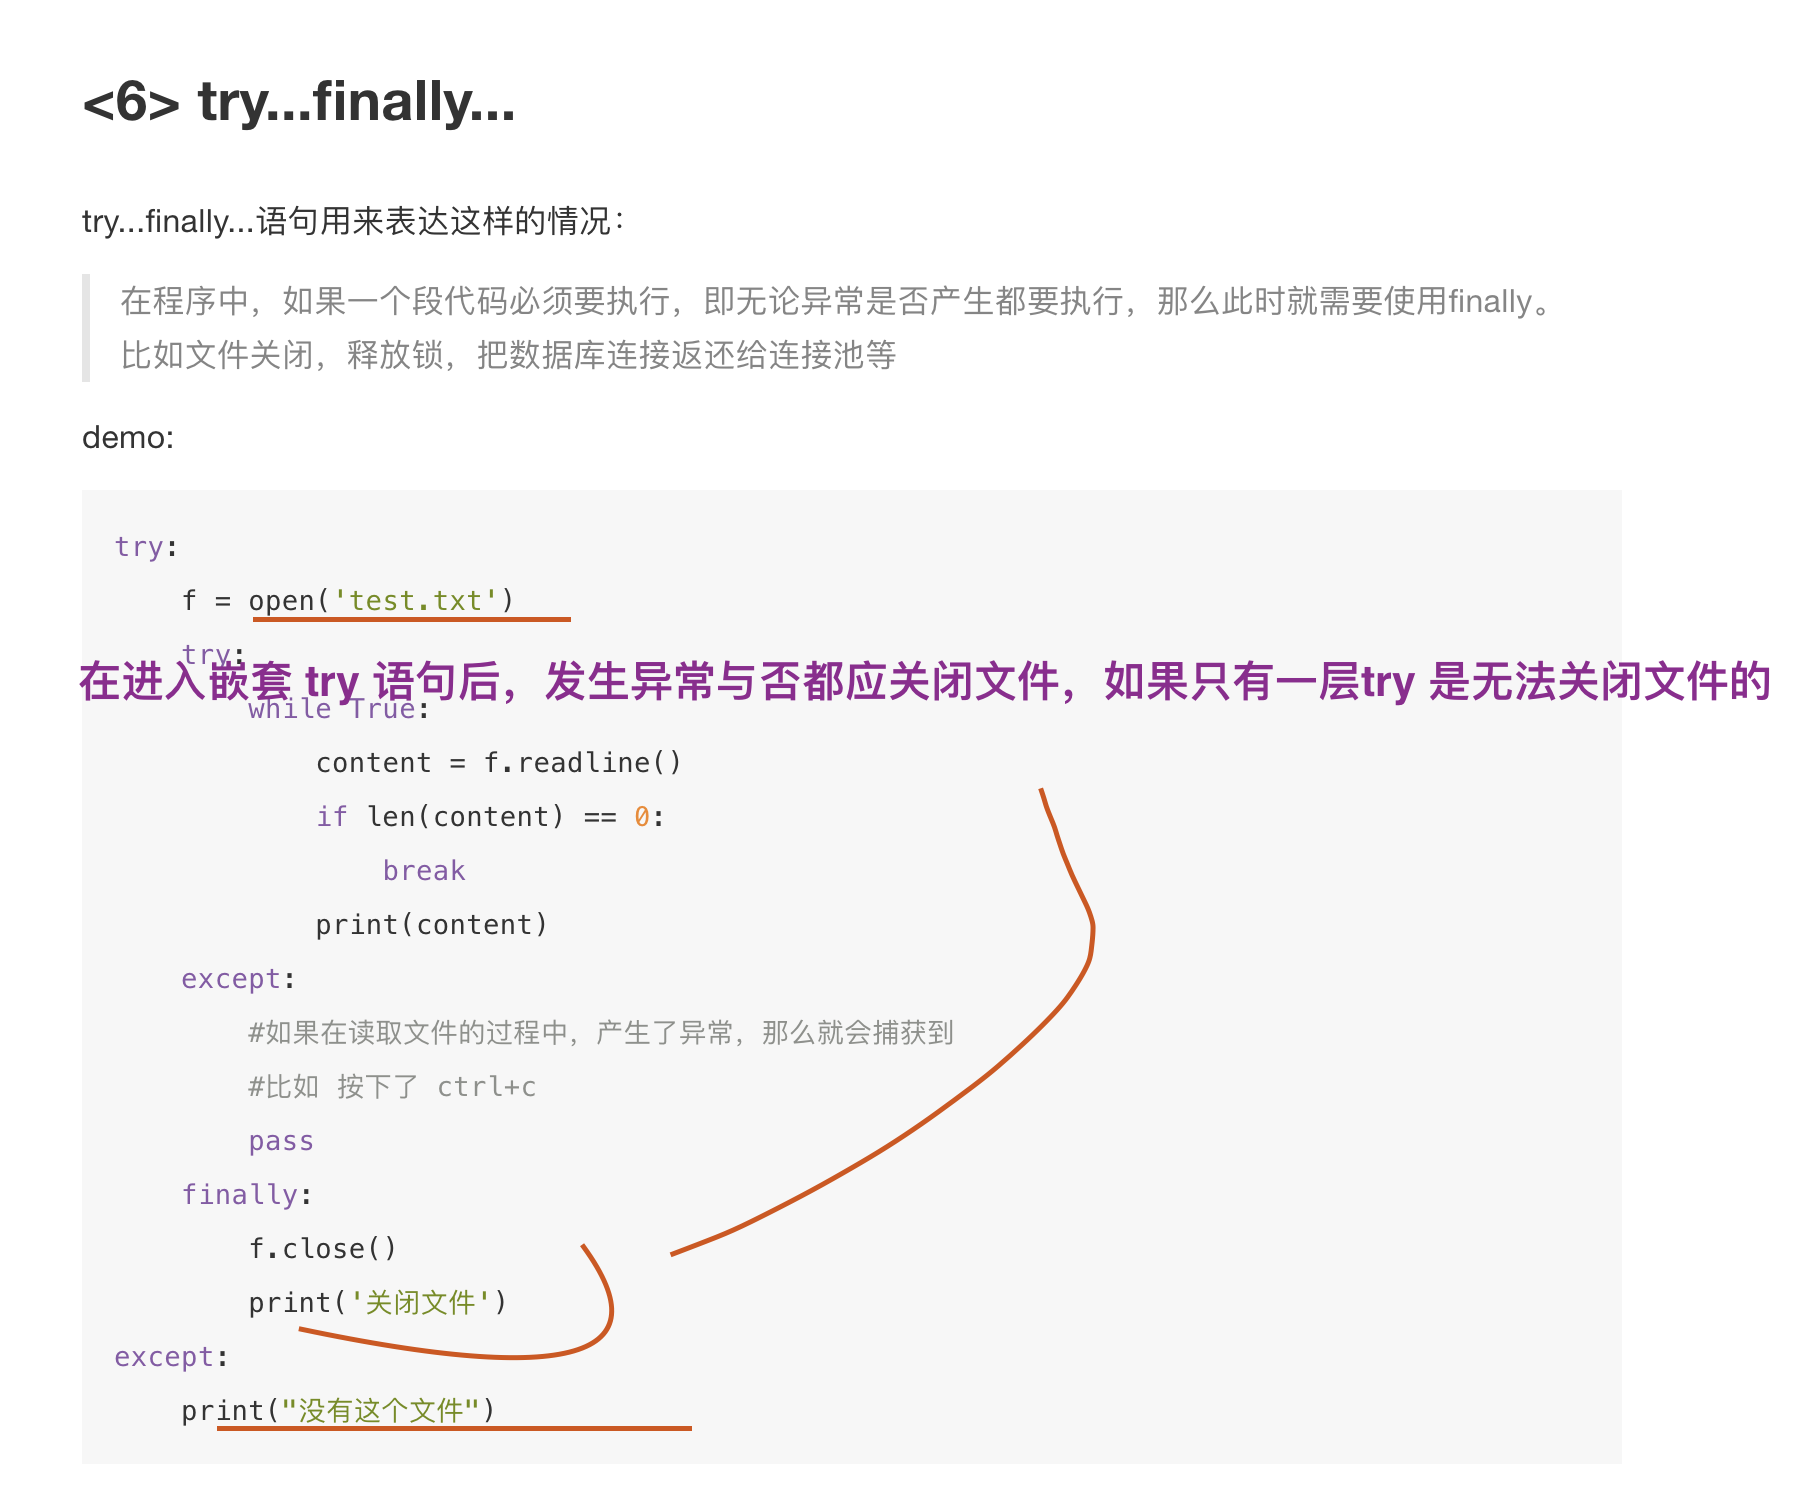 <6> try...finally...
try...finally...语句用来表达这样的情况：
在程序中，如果一个段代码必须要执行，即无论异常是否产生都要执行，那么此时就需要使用finally。
比如文件关闭，释放锁，把数据库连接返还给连接池等
demo:
try:
    f = open('test.txt')
    try:
在进入嵌套 try 语句后，发生异常与否都应关闭文件，如果只有一层try 是无法关闭文件的
        while True:
            content = f.readline()
            if len(content) == 0:
                break
            print(content)
    except:
        #如果在读取文件的过程中，产生了异常，那么就会捕获到
        #比如 按下了 ctrl+c
        pass
    finally:
        f.close()
        print('关闭文件')
except:
    print("没有这个文件")